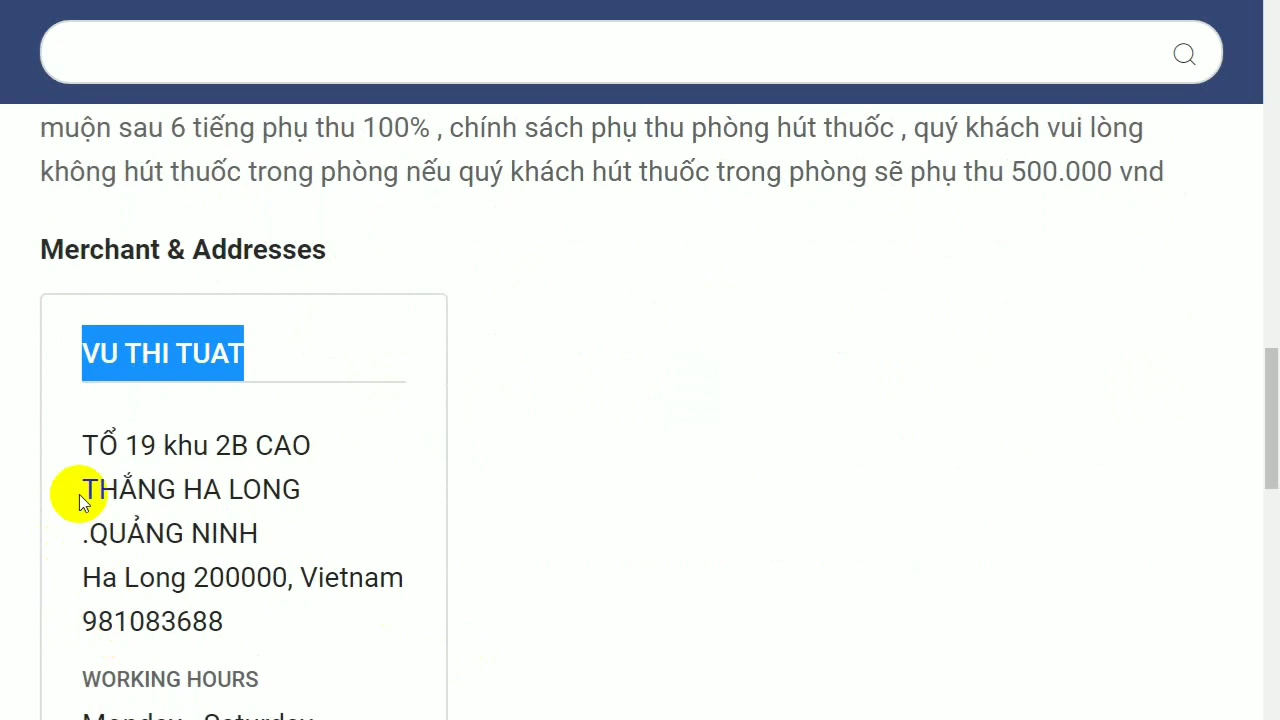 muộn sau 6 tiếng phụ thu 100% , chính sách phụ thu phòng hút thuốc , quý khách vui lòng
không hút thuốc trong phòng nếu quý khách hút thuốc trong phòng sẽ phụ thu 500.000 vnd
Merchant & Addresses
VU THI TUAT
TỔ 19 khu 2B CAO
THẮNG HA LONG
.QUẢNG NINH
Ha Long 200000, Vietnam
981083688
WORKING HOURS
Monday - Saturday